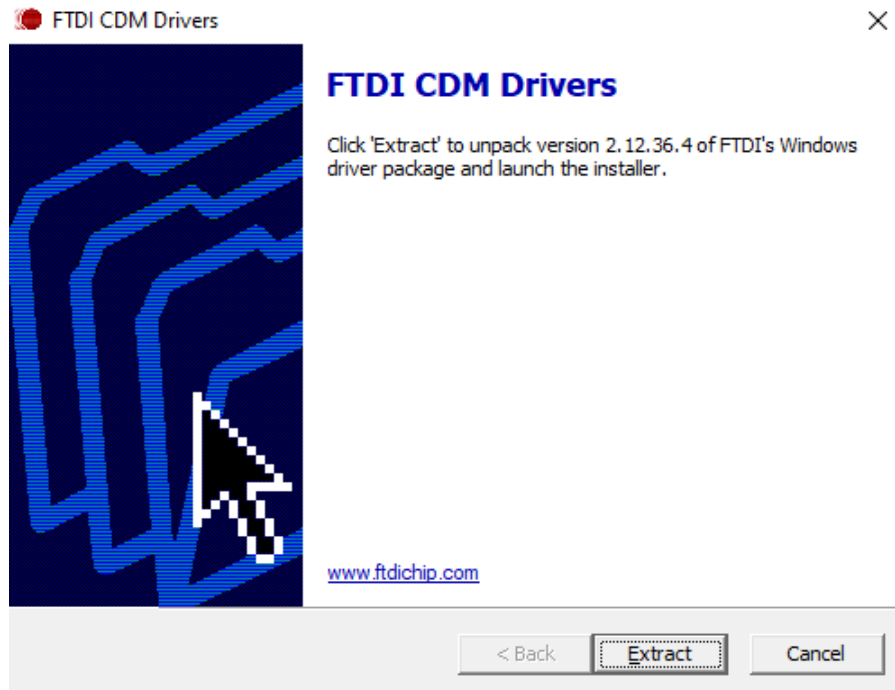 FTDI CDM Drivers
FTDI CDM Drivers
Click 'Extract' to unpack version 2.12.36.4 of FTDI's Windows
driver package and launch the installer.
www.ftdichip.com
< Back Extract Cancel